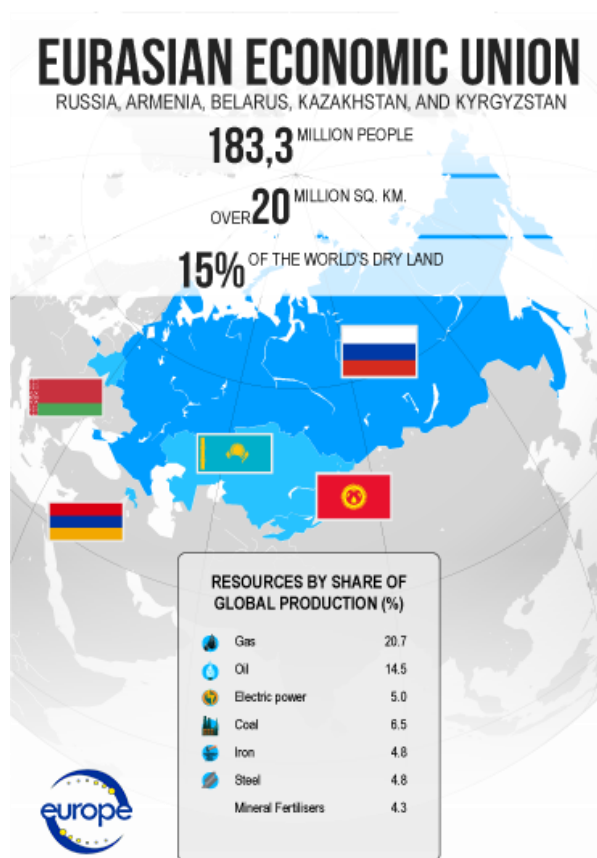 EURASIAN ECONOMIC UNION
RUSSIA, ARMENIA, BELARUS, KAZAKHSTAN, AND KYRGYZSTAN
183,3 MILLION PEOPLE
OVER 20 MILLION SQ. KM.
15% OF THE WORLD'S DRY LAND
RESOURCES BY SHARE OF
GLOBAL PRODUCTION (%)
Gas 20.7
Oil 14.5
Electric power 5.0
Coal 6.5
Iron 4.8
Steel 4.8
Mineral Fertilisers 4.3
europe